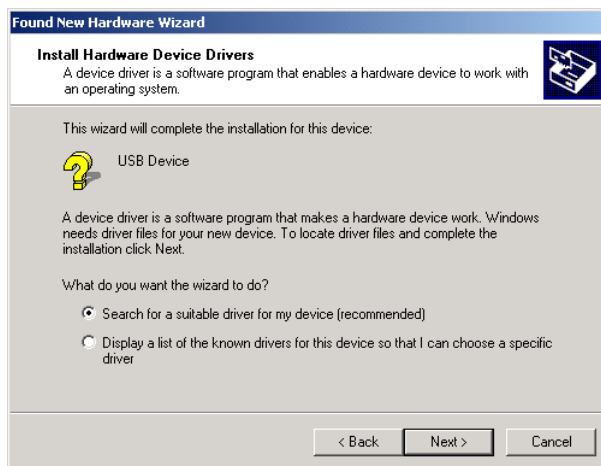 Found New Hardware Wizard
Install Hardware Device Drivers
A device driver is a software program that enables a hardware device to work with
an operating system.
This wizard will complete the installation for this device:
USB Device
A device driver is a software program that makes a hardware device work. Windows
needs driver files for your new device. To locate driver files and complete the
installation click Next.
What do you want the wizard to do?
Search for a suitable driver for my device (recommended)
Display a list of the known drivers for this device so that I can choose a specific
driver
< Back Next > Cancel